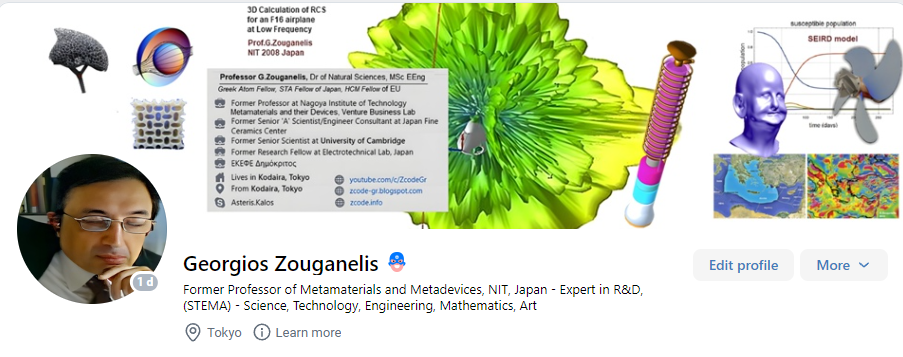 3D Calculation of RCS
for an F16 airplane
at Low Frequency
Prof.G.Zouganelis
NIT 2008 Japan
susceptible population
SEIRD model
population
time (days)
Professor G.Zouganelis, Dr of Natural Sciences, MSc EEng
Greek Atom Fellow, STA Fellow of Japan, HCM Fellow of EU
Former Professor at Nagoya Institute of Technology
Metamaterials and their Devices, Venture Business Lab
Former Senior 'A' Scientist/Engineer Consultant at Japan Fine
Ceramics Center
Former Senior Scientist at University of Cambridge
Former Research Fellow at Electrotechnical Lab, Japan
ΕΚΕΦΕ Δημόκριτος
Lives in Kodaira, Tokyo
From Kodaira, Tokyo
Asteris.Kalos
youtube.com/c/ZcodeGr
zcode-gr.blogspot.com
zcode.info
1 d
Georgios Zouganelis
Former Professor of Metamaterials and Metadevices, NIT, Japan - Expert in R&D,
(STEMA) - Science, Technology, Engineering, Mathematics, Art
Tokyo
Learn more
Edit profile
More